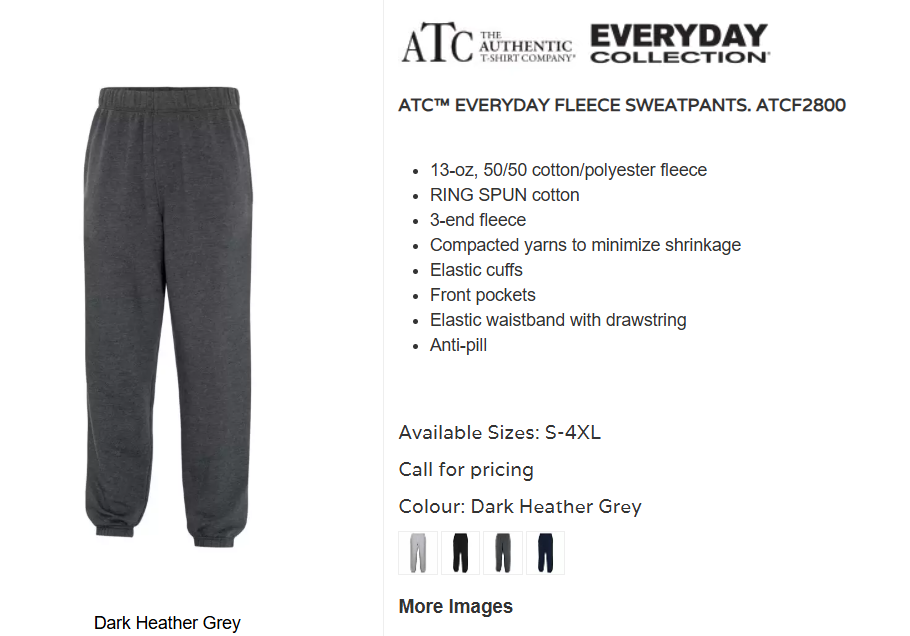 ATC THE AUTHENTIC T-SHIRT COMPANY® EVERYDAY COLLECTION®
ATC™ EVERYDAY FLEECE SWEATPANTS. ATCF2800
• 13-oz, 50/50 cotton/polyester fleece
• RING SPUN cotton
• 3-end fleece
• Compacted yarns to minimize shrinkage
• Elastic cuffs
• Front pockets
• Elastic waistband with drawstring
• Anti-pill
Available Sizes: S-4XL
Call for pricing
Colour: Dark Heather Grey
More Images
Dark Heather Grey